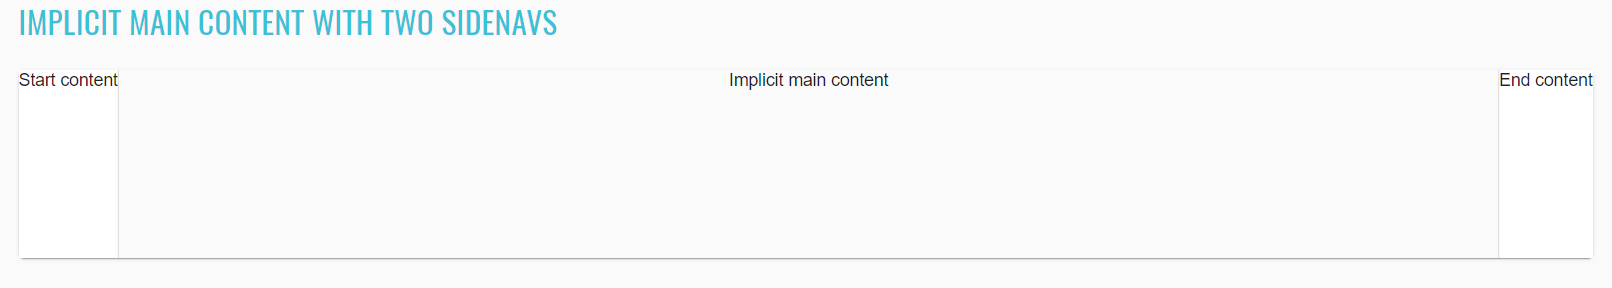 IMPLICIT MAIN CONTENT WITH TWO SIDENAVS
Start content
Implicit main content
End content